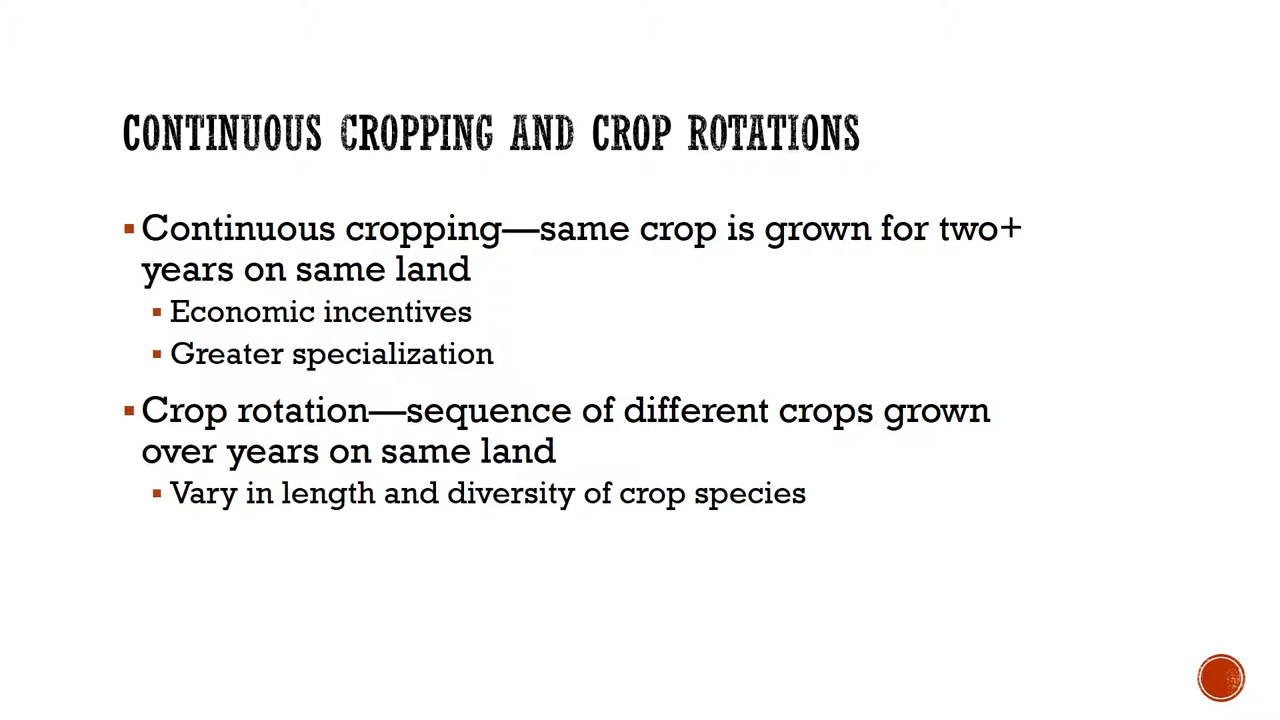 CONTINUOUS CROPPING AND CROP ROTATIONS
▪ Continuous cropping—same crop is grown for two+
years on same land
▪ Economic incentives
▪ Greater specialization
▪ Crop rotation—sequence of different crops grown
over years on same land
▪ Vary in length and diversity of crop species